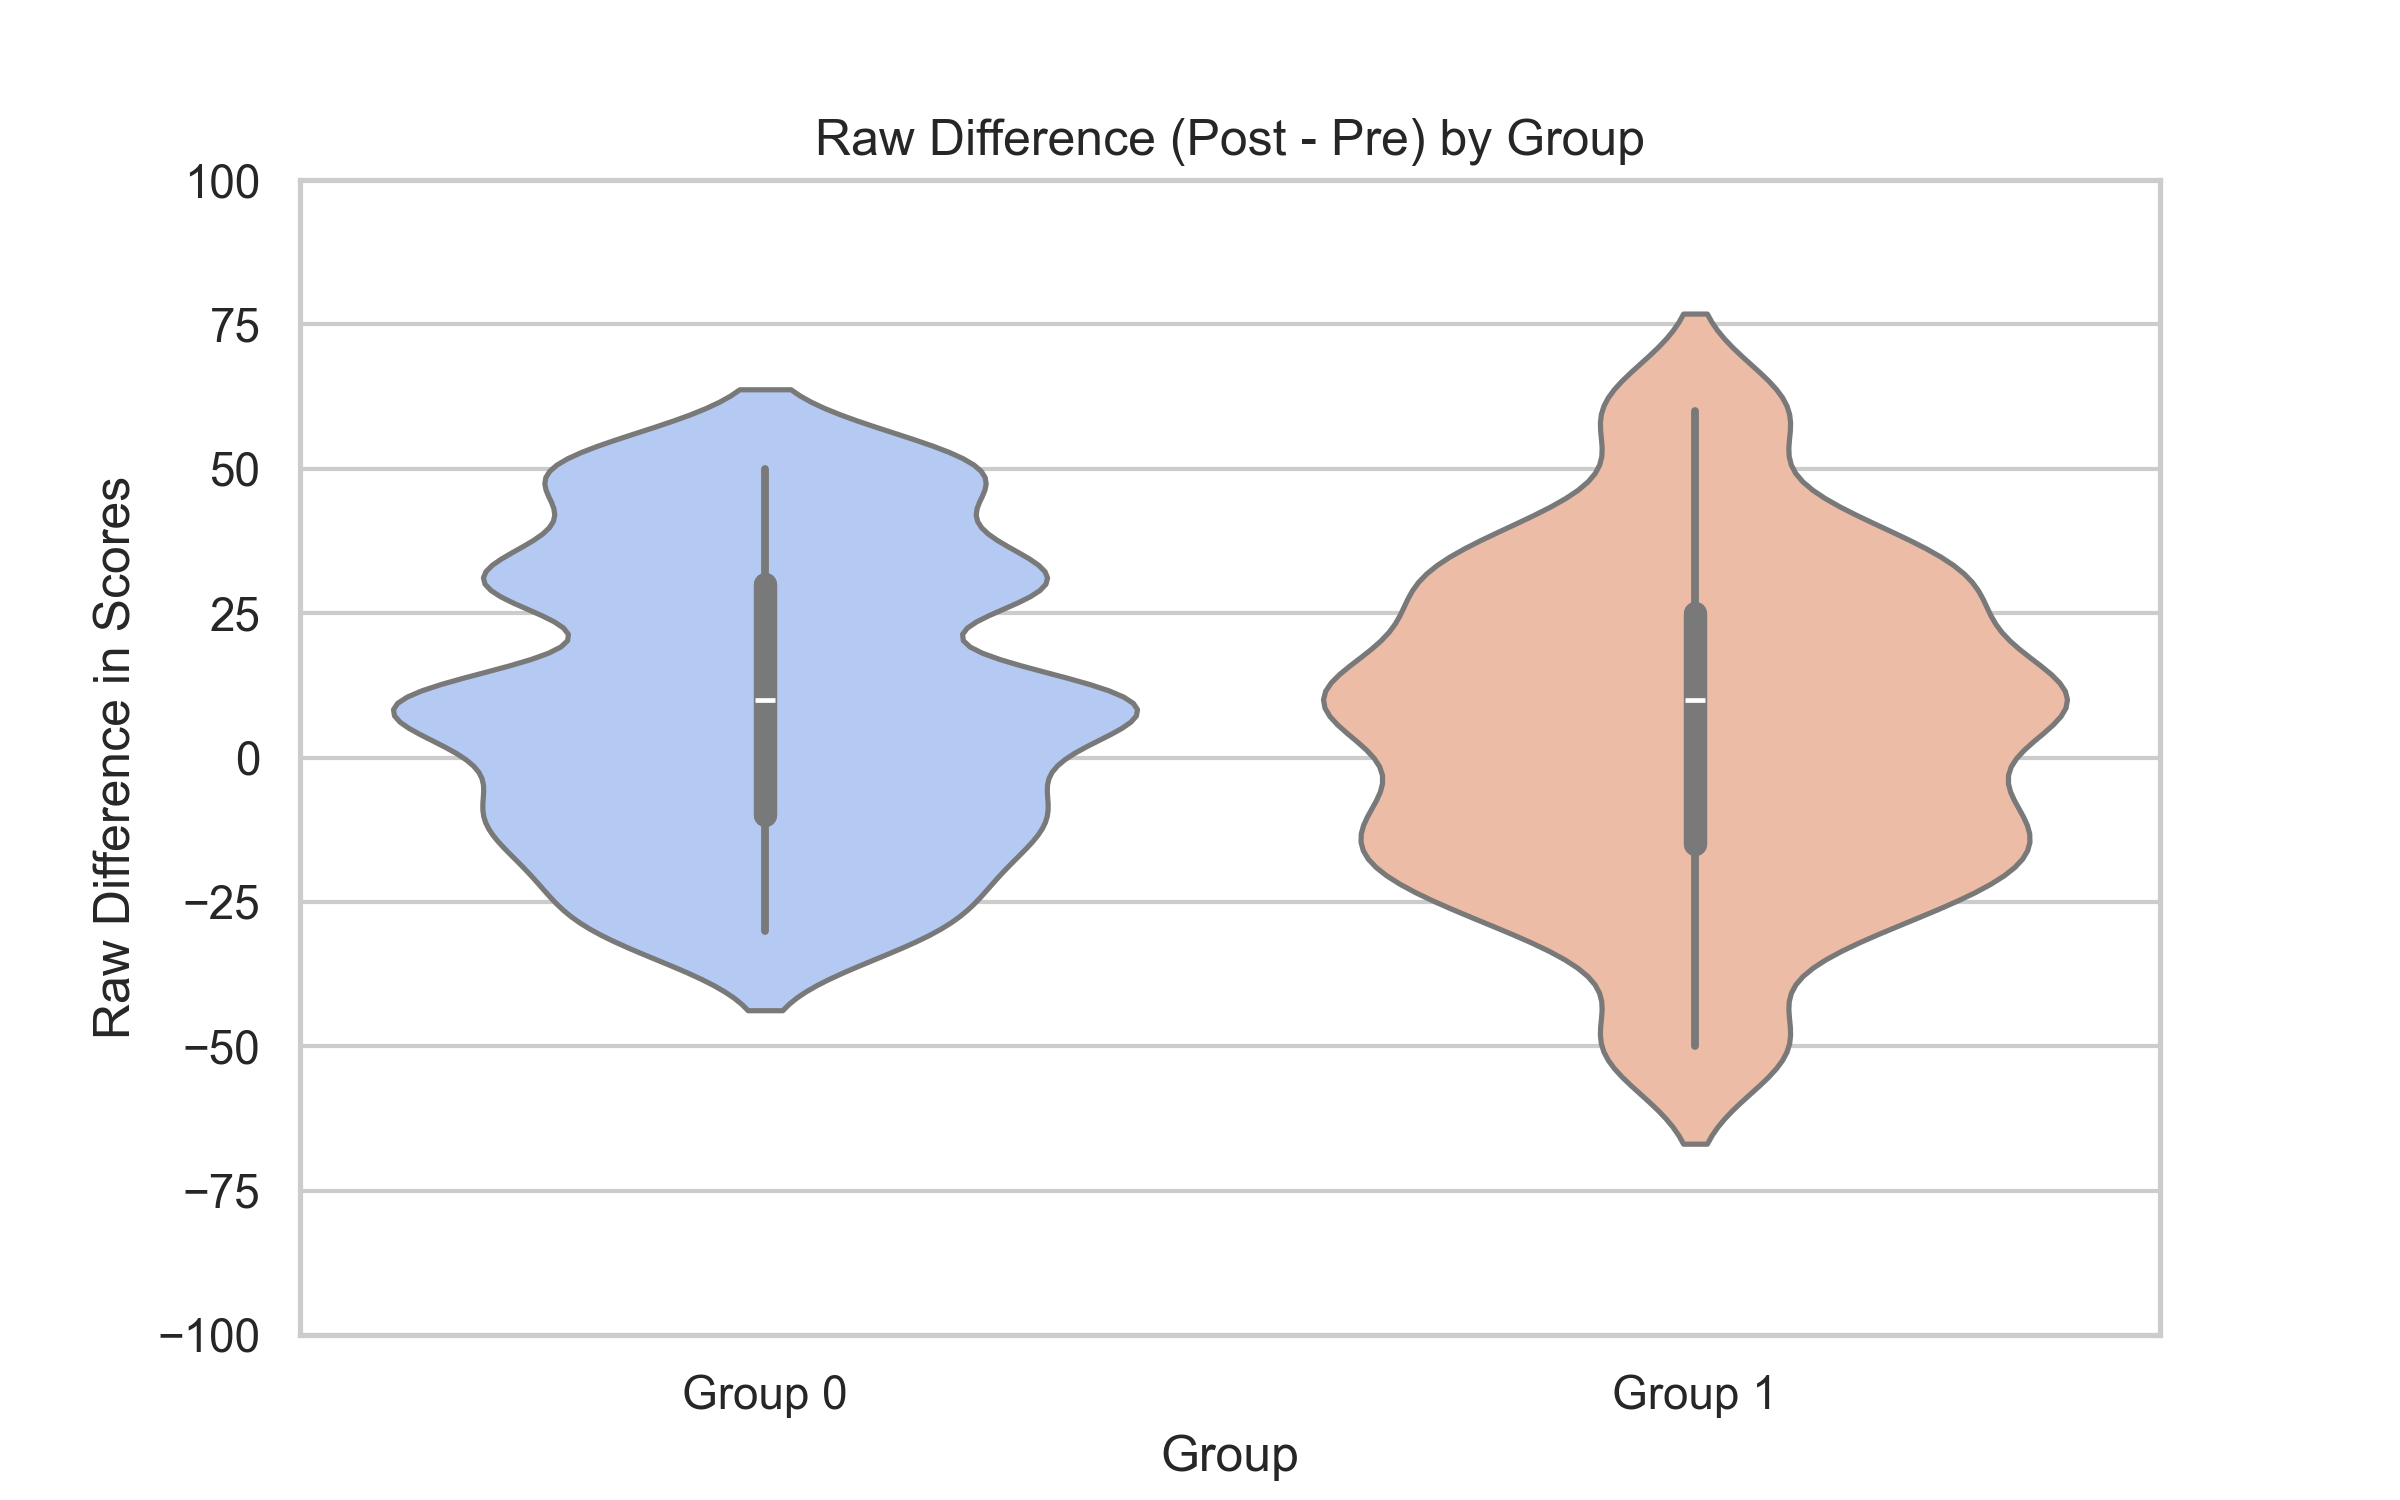 Raw Difference (Post - Pre) by Group
Raw Difference in Scores
100
75
50
25
0
−25
−50
−75
−100
Group 0 Group 1
Group